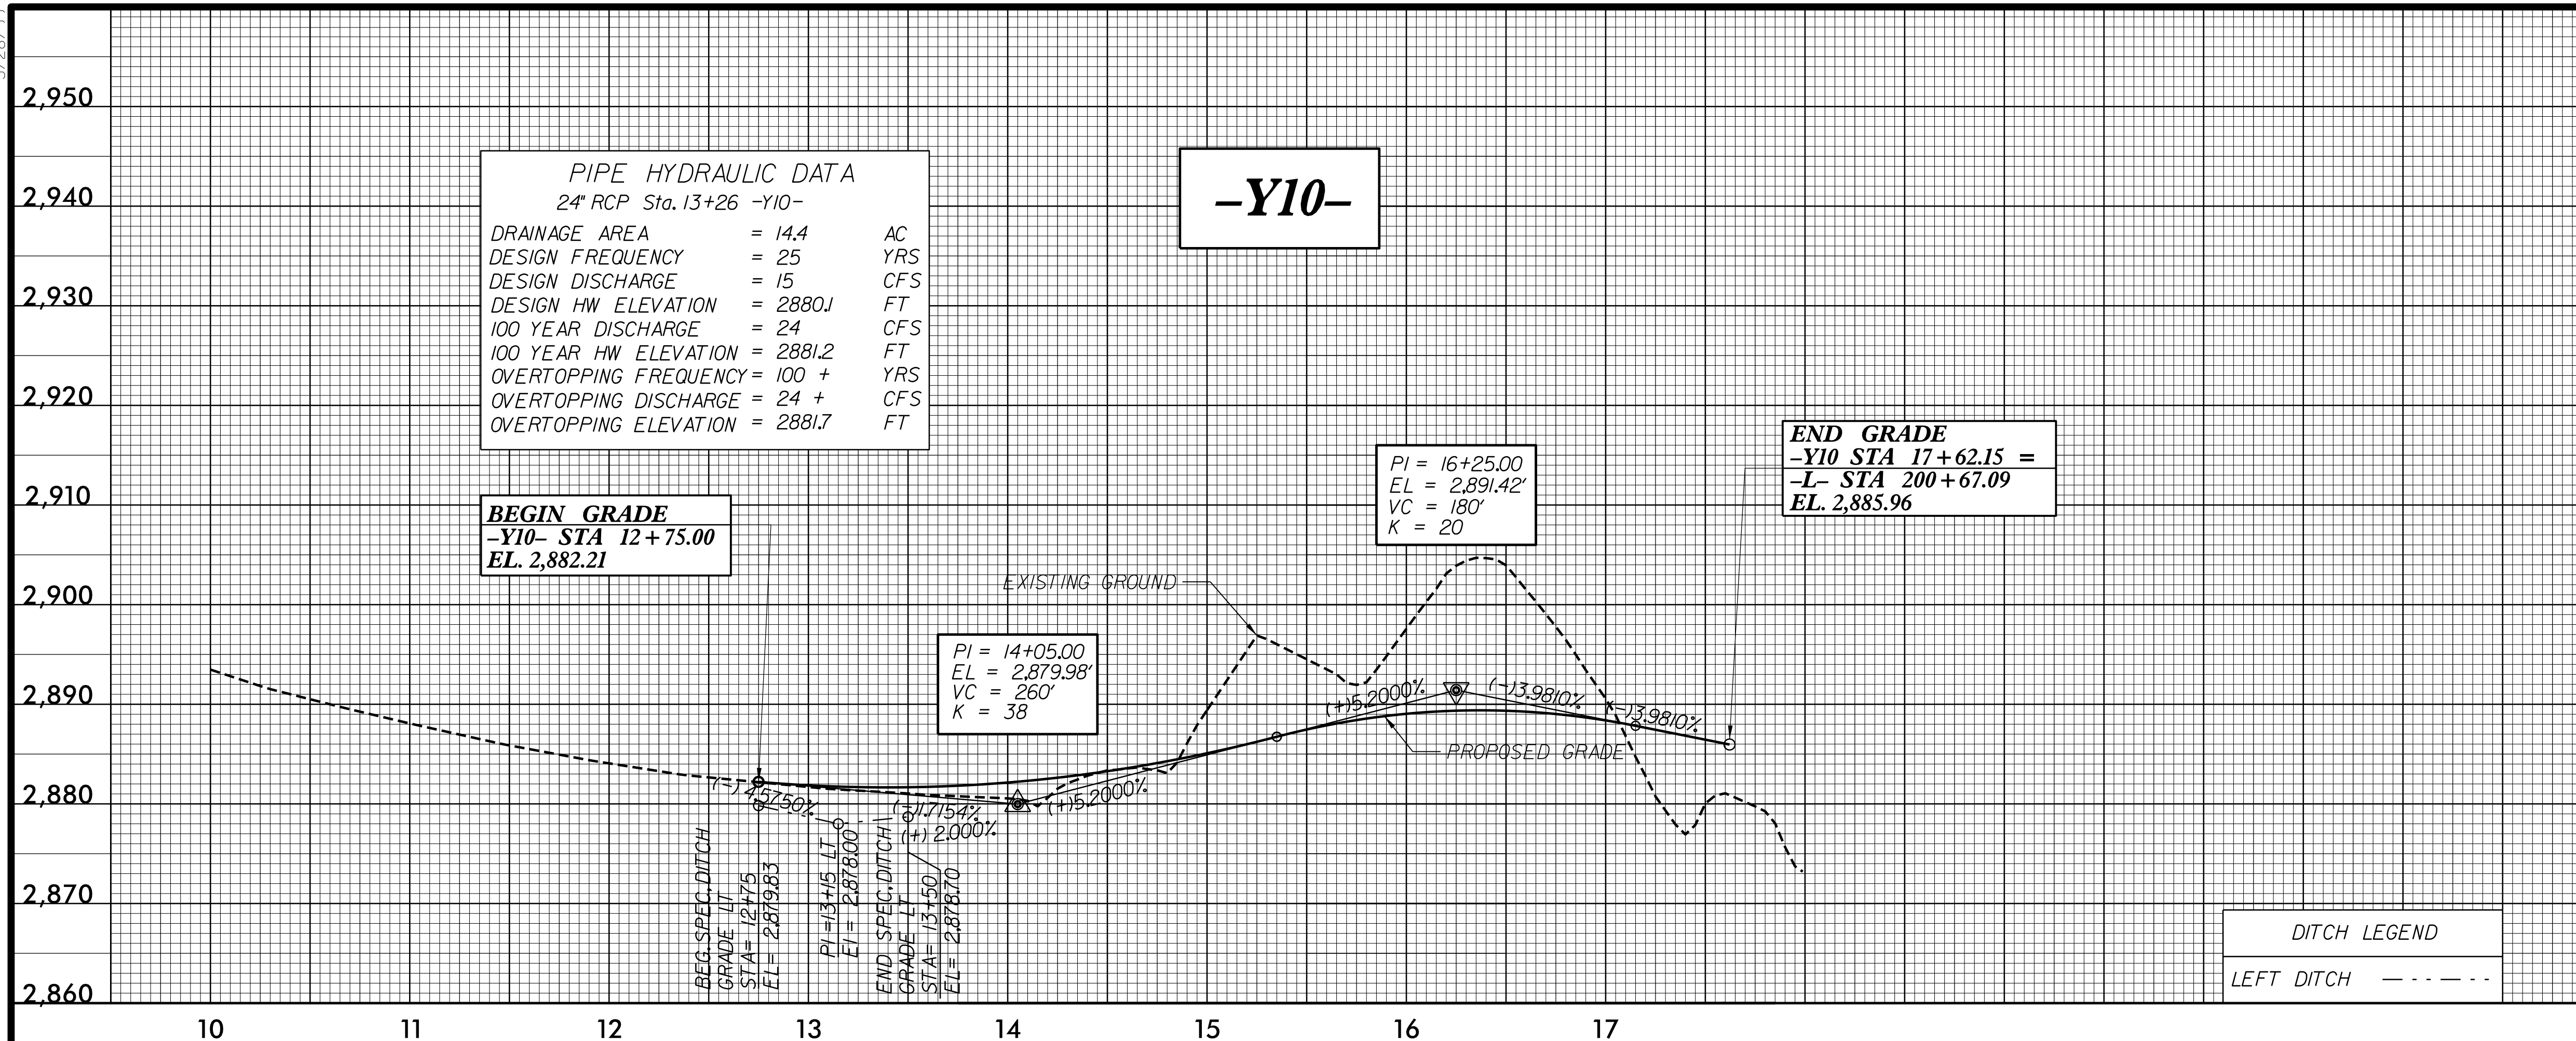 2,950
2,940
2,930
2,920
2,910
2,900
2,890
2,880
2,870
2,860
PIPE HYDRAULIC DATA
24" RCP Sta. 13+26 -Y10-
DRAINAGE AREA = 14.4 AC
DESIGN FREQUENCY = 25 YRS
DESIGN DISCHARGE = 15 CFS
DESIGN HW ELEVATION = 2880.1 FT
100 YEAR DISCHARGE = 24 CFS
100 YEAR HW ELEVATION = 2881.2 FT
OVERTOPPING FREQUENCY = 100 + YRS
OVERTOPPING DISCHARGE = 24 + CFS
OVERTOPPING ELEVATION = 2881.7 FT
–Y10–
BEGIN GRADE
–Y10– STA 12+75.00
EL. 2,882.21
PI = 14+05.00
EL = 2,879.98'
VC = 260'
K = 38
EXISTING GROUND
PI = 16+25.00
EL = 2,891.42'
VC = 180'
K = 20
END GRADE
–Y10 STA 17+62.15 =
–L– STA 200+67.09
EL. 2,885.96
(+)5.2000%
(-)3.9810%
(-)3.9810%
PROPOSED GRADE
(-) 4.5750%
(-)1.7154%
(+) 2.000%
(+)5.2000%
BEG. SPEC. DITCH
GRADE LT
STA= 12+75
EL= 2,879.83
PI =13+15 LT
El = 2,878.00
END SPEC. DITCH
GRADE LT
STA= 13+50
EL= 2,878.70
DITCH LEGEND
LEFT DITCH
10 11 12 13 14 15 16 17